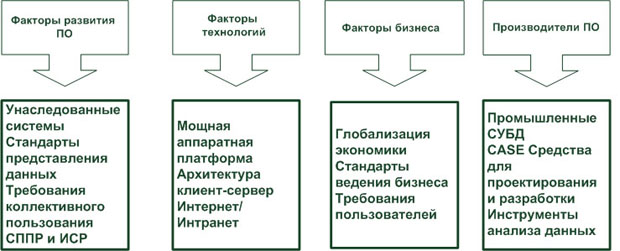 Факторы развития
ПО
Факторы
технологий
Факторы бизнеса
Производители ПО
Унаследованные
системы
Стандарты
представления
данных
Требования
коллективного
пользования
СППР и ИСР
Мощная
аппаратная
платформа
Архитектура
клиент-сервер
Интернет/
Интранет
Глобализация
экономики
Стандарты
ведения бизнеса
Требования
пользователей
Промышленные
СУБД
CASE Средства
для
проектирования
и разработки
Инструменты
анализа данных